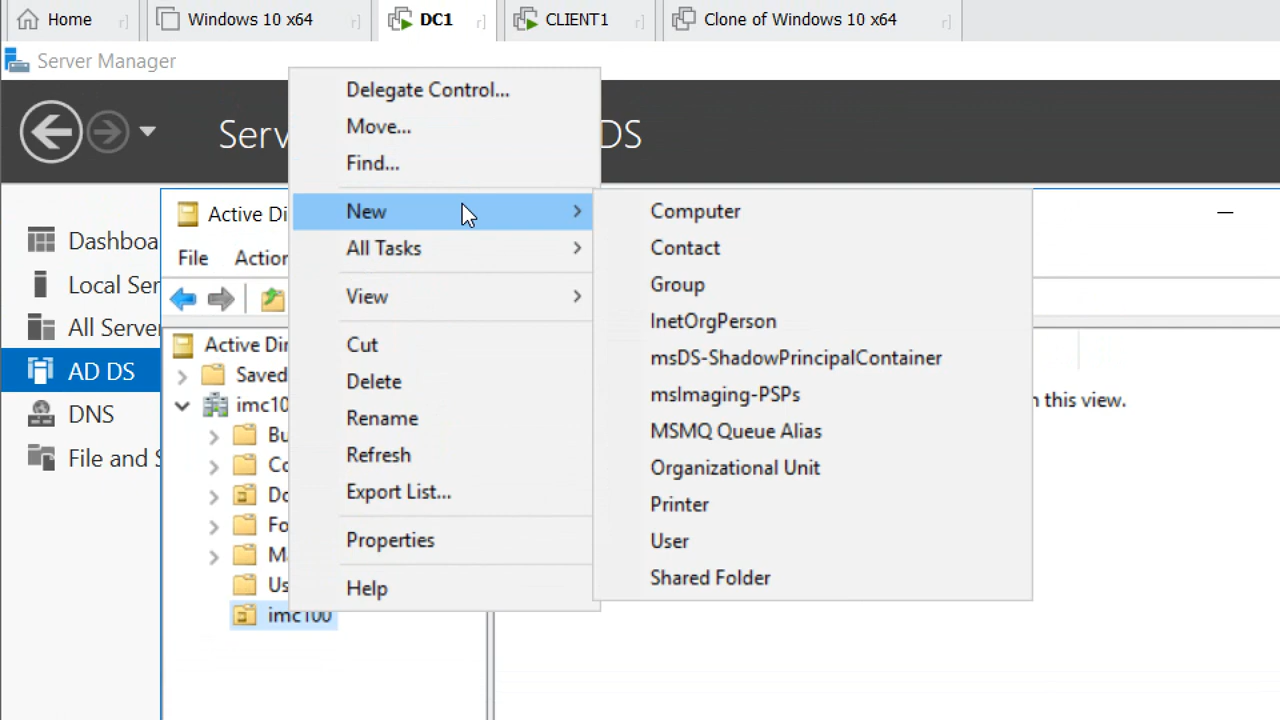 Home
Windows 10 x64
DC1
CLIENT1
Clone of Windows 10 x64
Server Manager
Serv
DS
Delegate Control...
Move...
Find...
New
All Tasks
View
Cut
Delete
Rename
Refresh
Export List...
Properties
Help
Computer
Contact
Group
InetOrgPerson
msDS-ShadowPrincipalContainer
msImaging-PSPs
MSMQ Queue Alias
Organizational Unit
Printer
User
Shared Folder
Dashboa
Local Ser
All Server
AD DS
DNS
File and S
Active Di
File Action
Active Dir
Saved
imc10
Bu
Co
Do
Fo
Ma
Us
imc100
n this view.